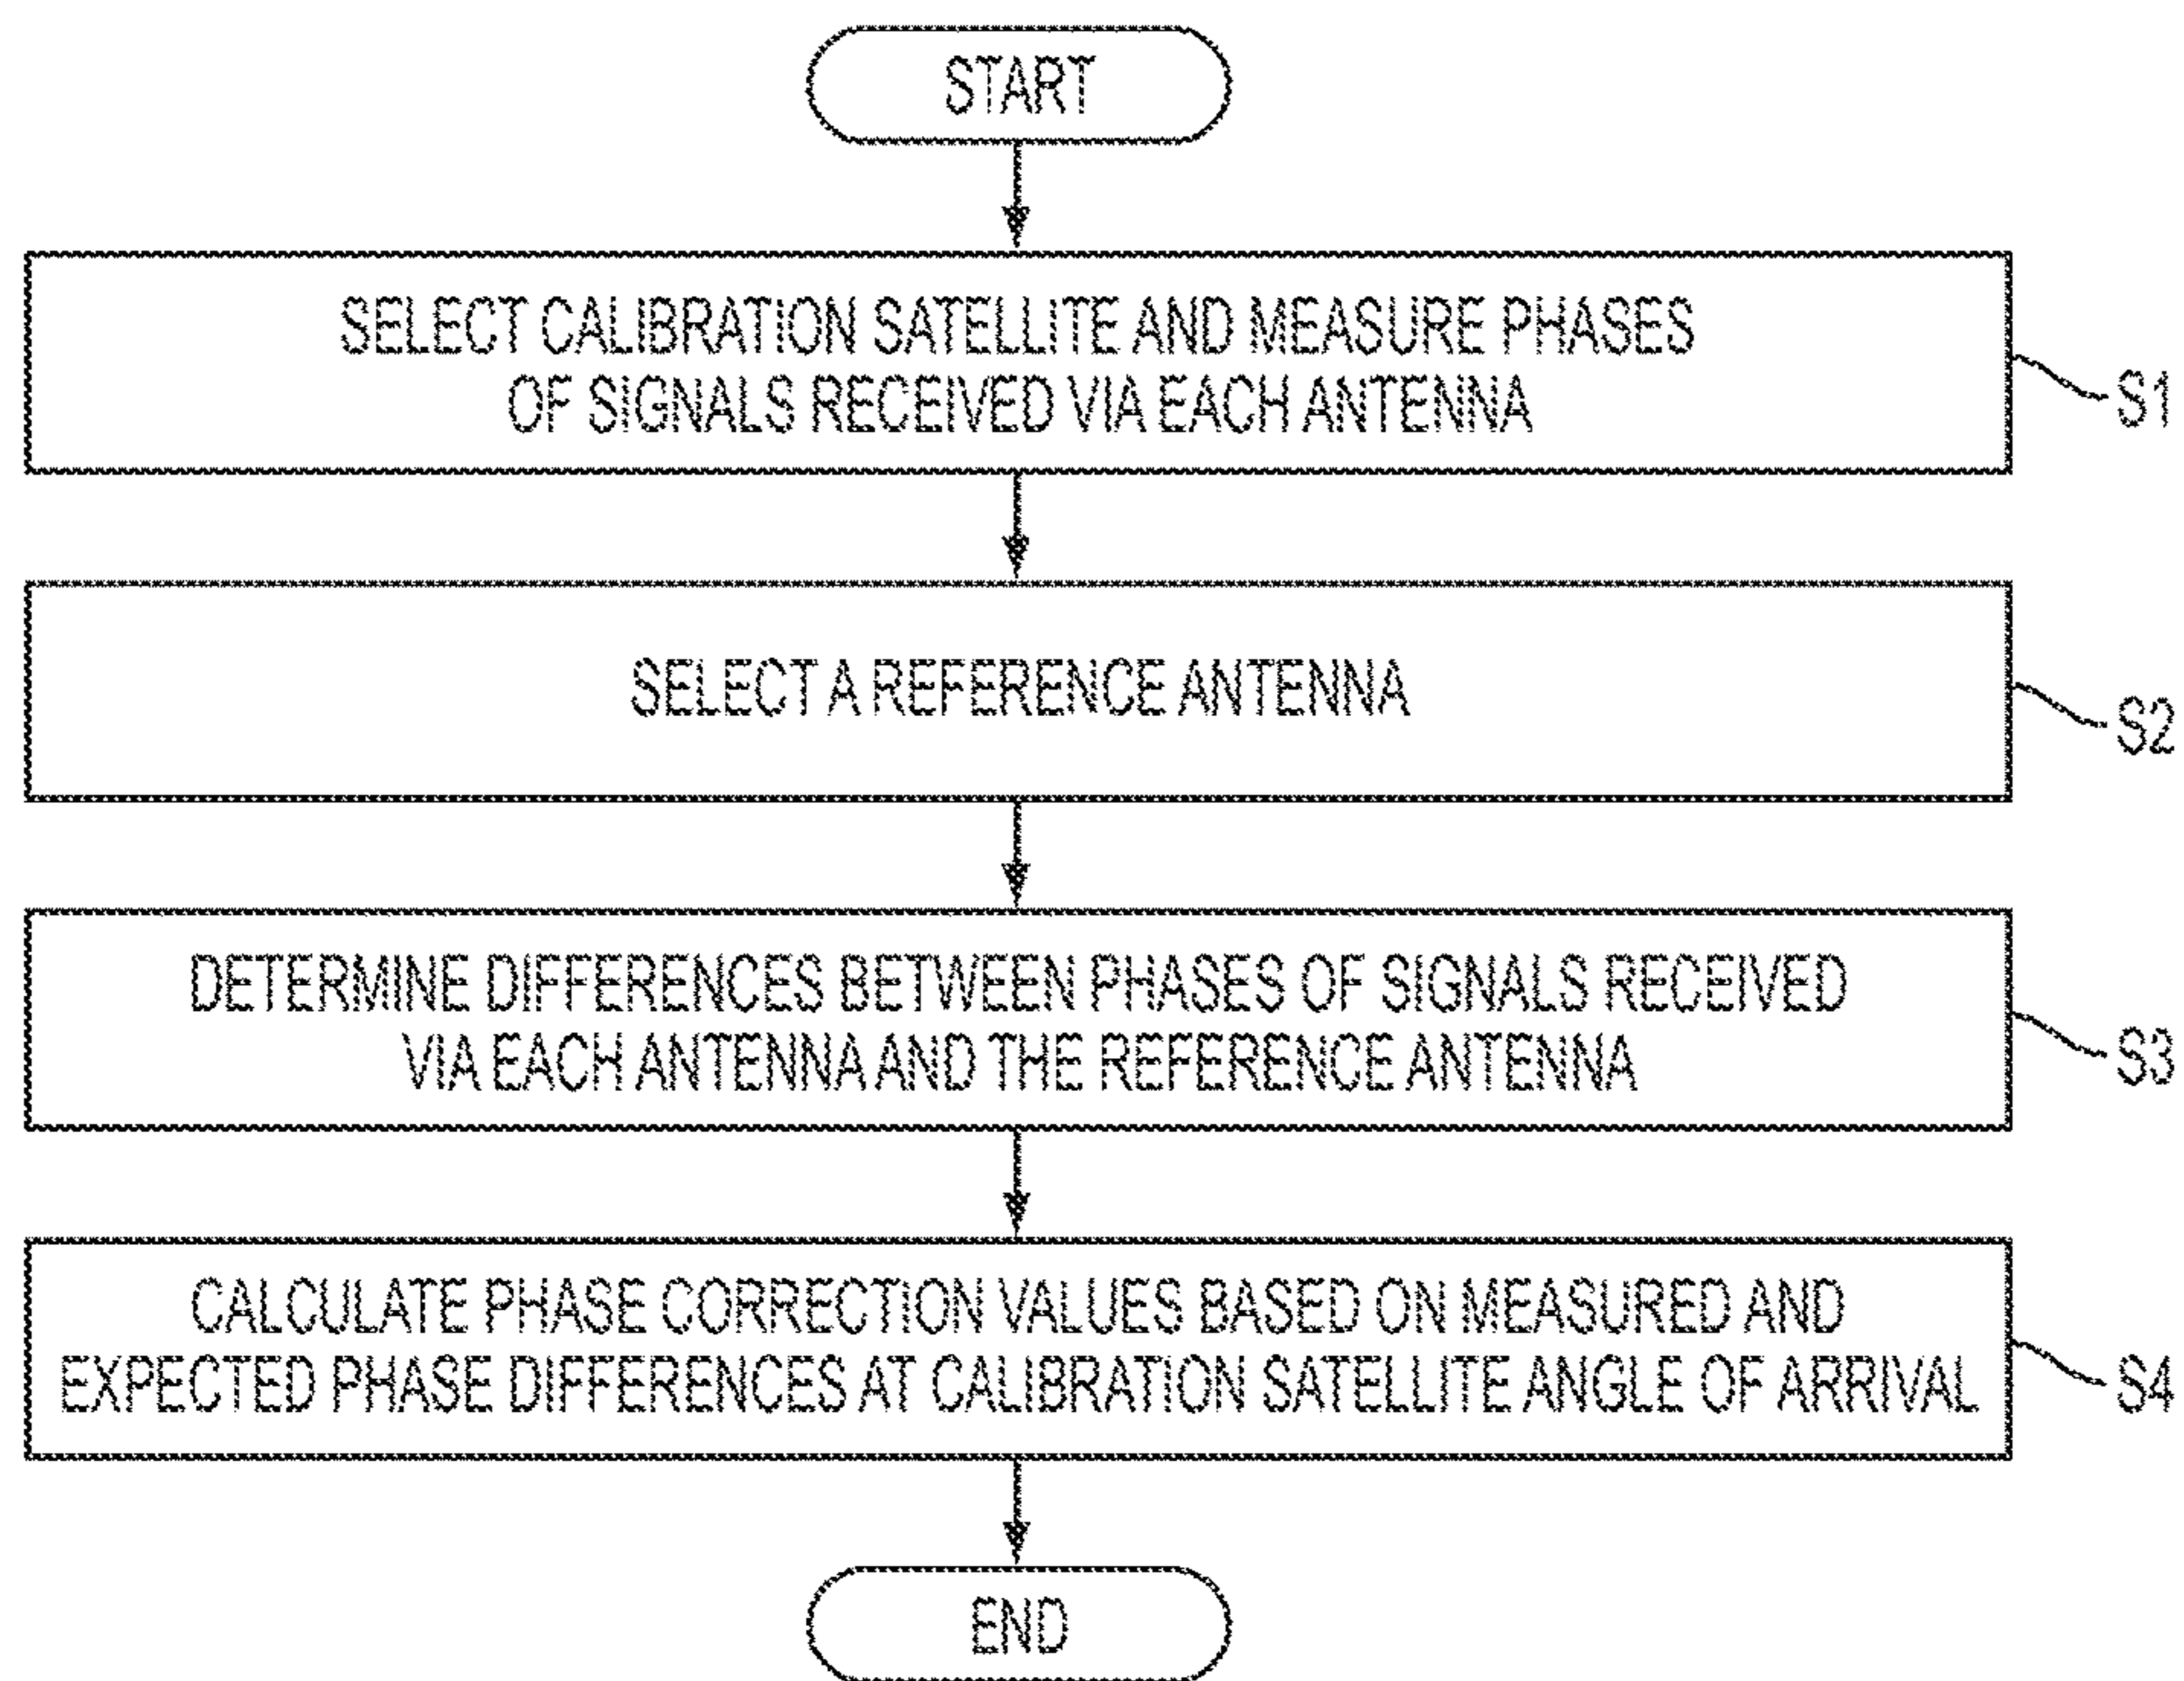 START
SELECT CALIBRATION SATELLITE AND MEASURE PHASES
OF SIGNALS RECEIVED VIA EACH ANTENNA
S1
SELECT A REFERENCE ANTENNA
S2
DETERMINE DIFFERENCES BETWEEN PHASES OF SIGNALS RECEIVED
VIA EACH ANTENNA AND THE REFERENCE ANTENNA
S3
CALCULATE PHASE CORRECTION VALUES BASED ON MEASURED AND
EXPECTED PHASE DIFFERENCES AT CALIBRATION SATELLITE ANGLE OF ARRIVAL
S4
END